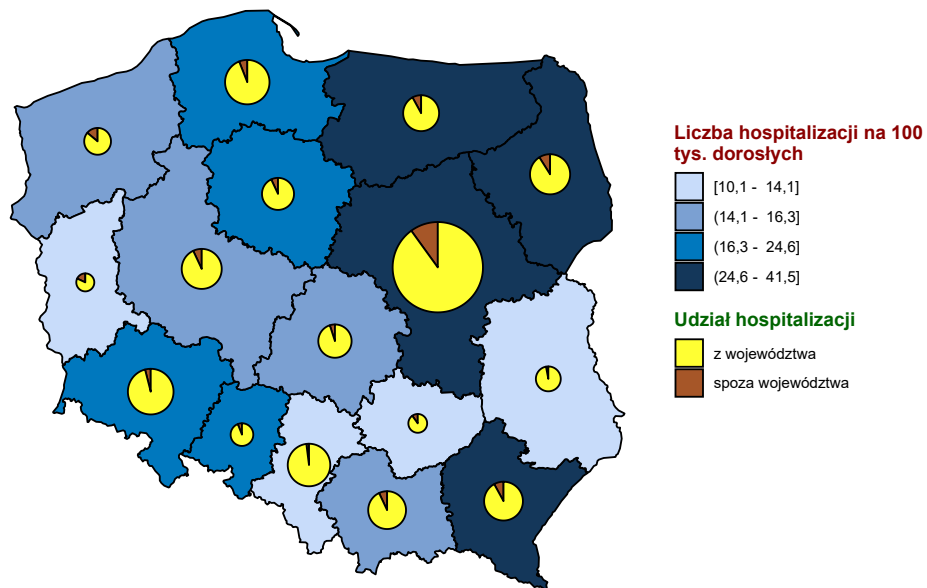 Liczba hospitalizacji na 100
tys. dorosłych
[10,1 - 14,1]
(14,1 - 16,3]
(16,3 - 24,6]
(24,6 - 41,5]
Udział hospitalizacji
z województwa
spoza województwa